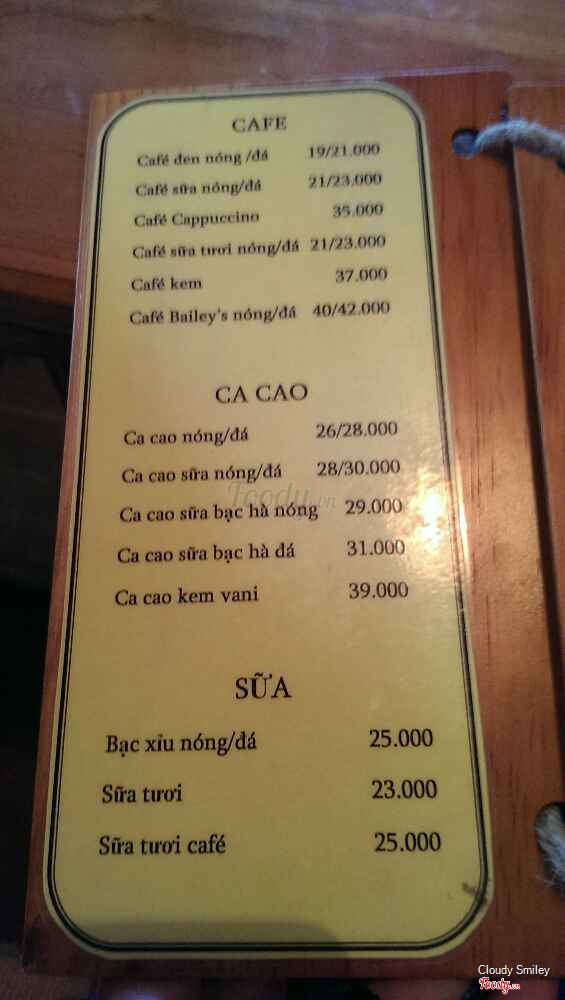 CAFE
Café đen nóng /đá 19/21.000
Café sữa nóng/đá 21/23.000
Café Cappuccino 35.000
Café sữa tươi nóng/đá 21/23.000
Café kem 37.000
Café Bailey's nóng/đá 40/42.000
CA CAO
Ca cao nóng/đá 26/28.000
Ca cao sữa nóng/đá 28/30.000
Foody.vn
Ca cao sữa bạc hà nóng 29.000
Ca cao sữa bạc hà đá 31.000
Ca cao kem vani 39.000
SỮA
Bạc xỉu nóng/đá 25.000
Sữa tươi 23.000
Sữa tươi café 25.000
Cloudy Smiley
Foody.vn